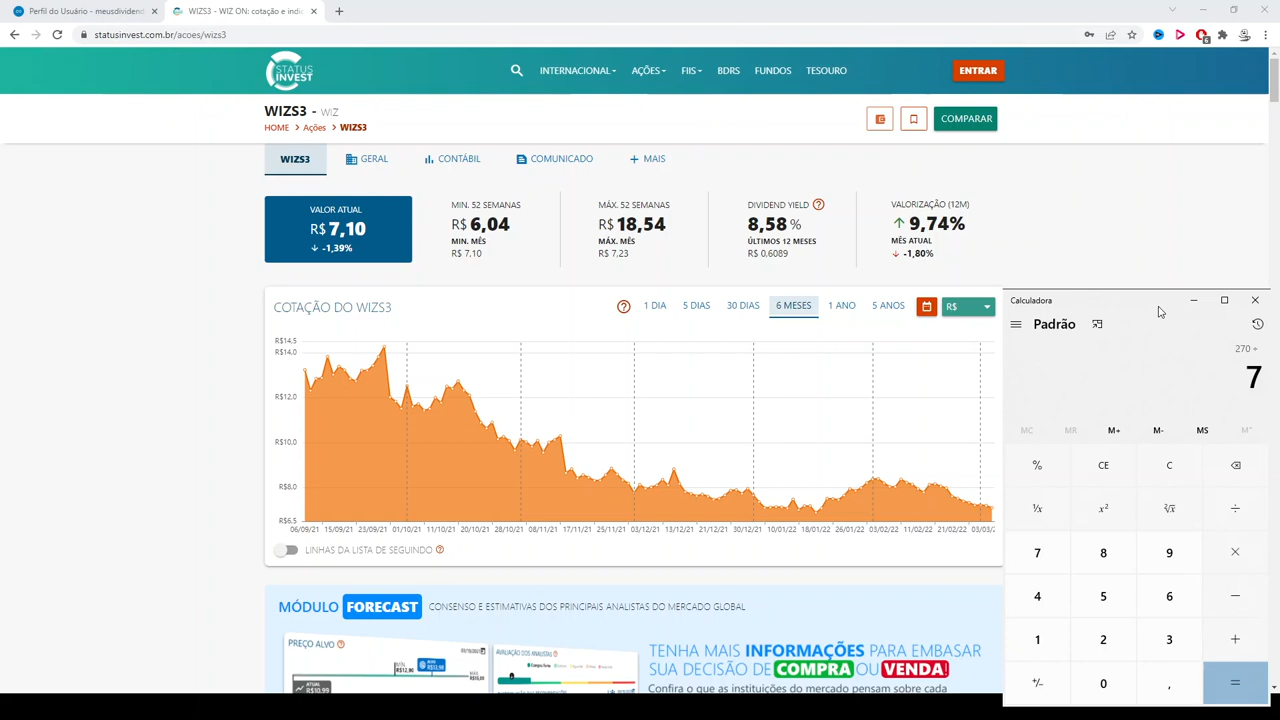 Perfil do Usuário - meusdividend
WIZS3 - WIZ ON: cotação e indic
statusinvest.com.br/acoes/wizs3
6
STATUS
INVEST
INTERNACIONAL
AÇÕES
FIIS
BDRS
FUNDOS
TESOURO
ENTRAR
WIZS3 - WIZ
HOME > Ações > WIZS3
COMPARAR
WIZS3
GERAL
CONTÁBIL
COMUNICADO
+ MAIS
VALOR ATUAL
R$ 7,10
-1,39%
MIN. 52 SEMANAS
R$ 6,04
MIN. MÊS
R$ 7,10
MÁX. 52 SEMANAS
R$ 18,54
MÁX. MÊS
R$ 7,23
DIVIDEND YIELD ?
8,58 %
ÚLTIMOS 12 MESES
R$ 0,6089
VALORIZAÇÃO (12M)
9,74%
MÊS ATUAL
-1,80%
COTAÇÃO DO WIZS3
?
1 DIA
5 DIAS
30 DIAS
6 MESES
1 ANO
5 ANOS
R$
R$14.5
R$14.0
R$12.0
R$10.0
R$8.0
R$6.5
06/09/21 15/09/21 23/09/21 01/10/21 11/10/21 20/10/21 28/10/21 08/11/21 17/11/21 25/11/21 03/12/21 13/12/21 21/12/21 30/12/21 10/01/22 18/01/22 26/01/22 03/02/22 11/02/22 21/02/22 03/03/
LINHAS DA LISTA DE SEGUINDO ?
MÓDULO FORECAST CONSENSO E ESTIMATIVAS DOS PRINCIPAIS ANALISTAS DO MERCADO GLOBAL
PREÇO ALVO ?
AVALIAÇÃO DOS ANALISTAS
ATUAL
R$10,99
TENHA MAIS INFORMAÇÕES PARA EMBASAR
SUA DECISÃO DE COMPRA OU VENDA!
Confira o que as instituições do mercado pensam sobre cada
Calculadora
Padrão
270 ÷
7
MC MR M+ M- MS M˅
% CE C
¹/x x² ²√x ÷
7 8 9 ×
4 5 6 −
1 2 3 +
+/- 0 , =